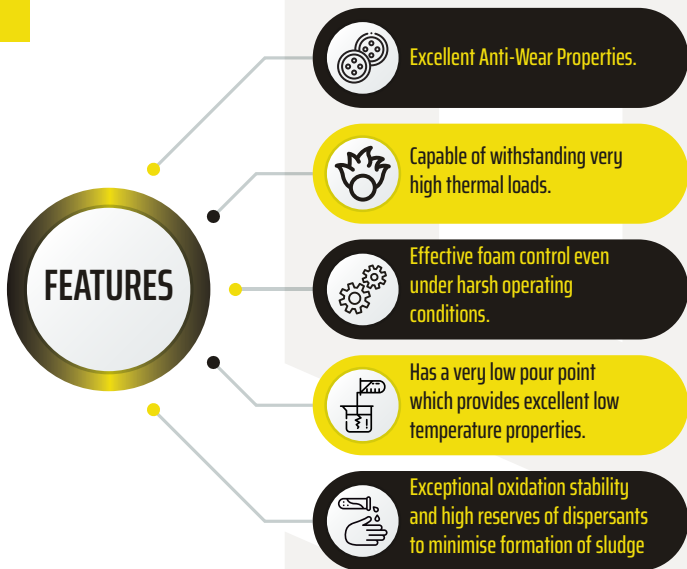 FEATURES
Excellent Anti-Wear Properties.
Capable of withstanding very
high thermal loads.
Effective foam control even
under harsh operating
conditions.
Has a very low pour point
which provides excellent low
temperature properties.
Exceptional oxidation stability
and high reserves of dispersants
to minimise formation of sludge